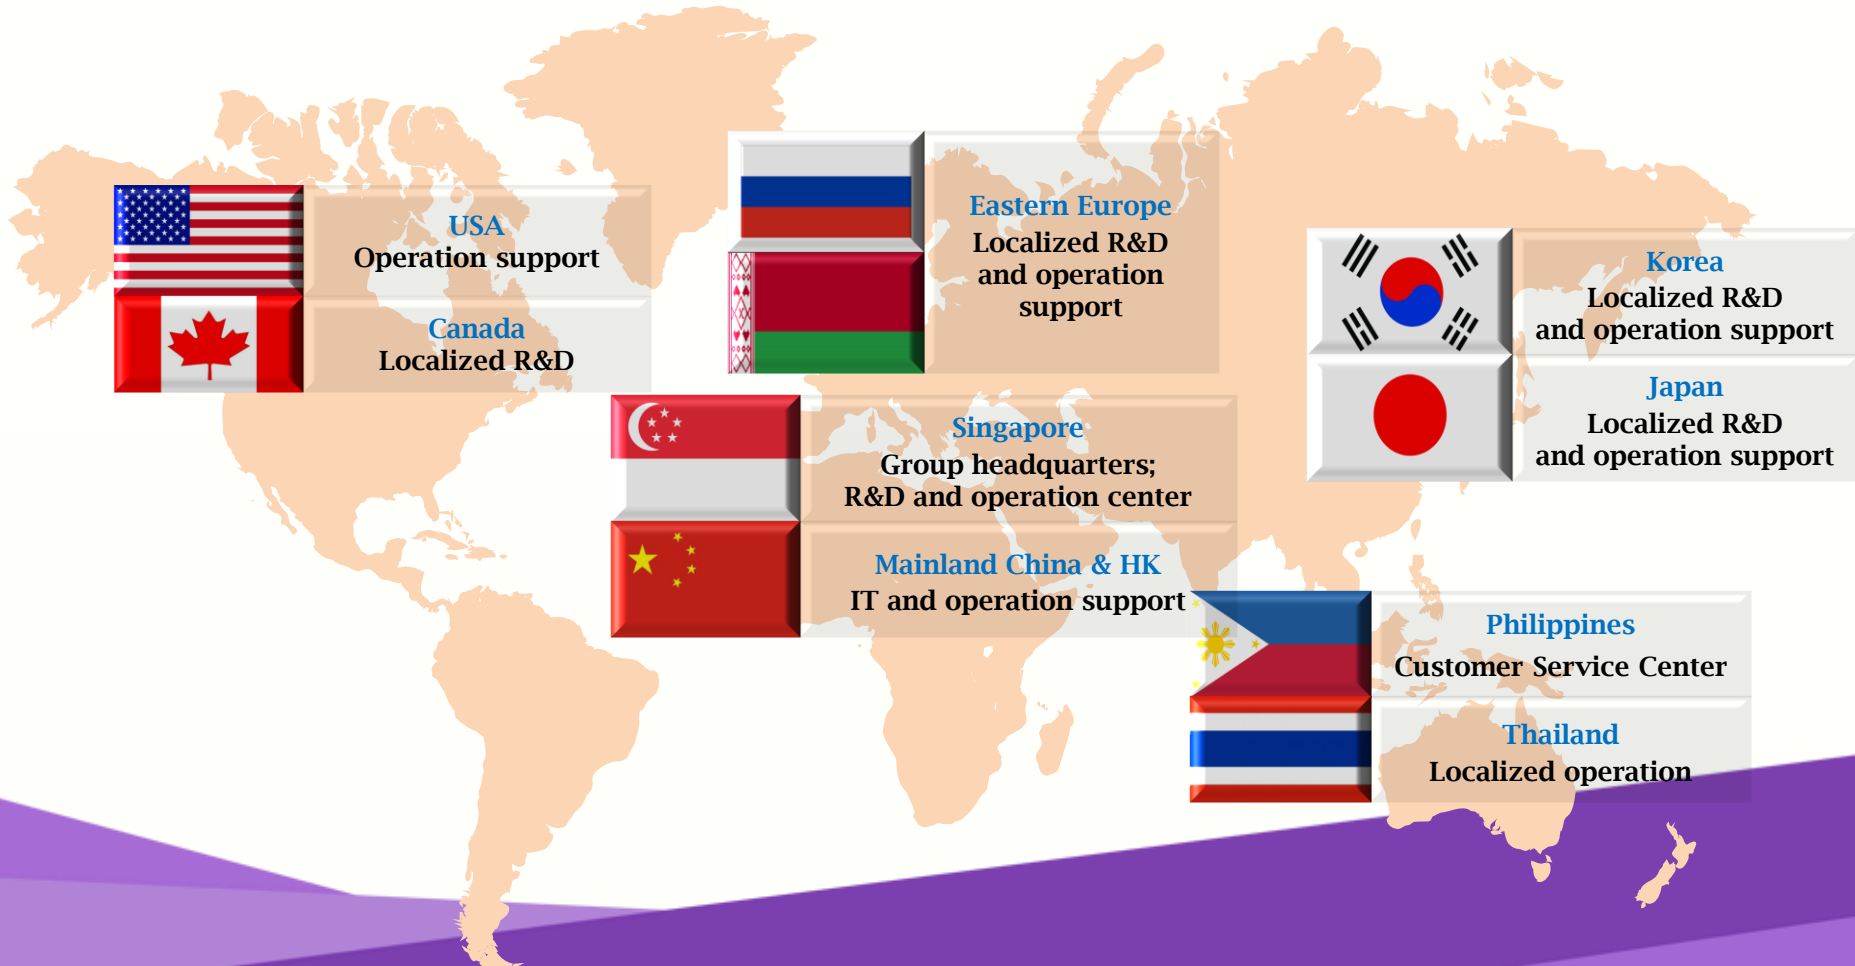 USA
Operation support
Canada
Localized R&D
Eastern Europe
Localized R&D
and operation
support
Korea
Localized R&D
and operation support
Japan
Localized R&D
and operation support
Singapore
Group headquarters;
R&D and operation center
Mainland China & HK
IT and operation support
Philippines
Customer Service Center
Thailand
Localized operation